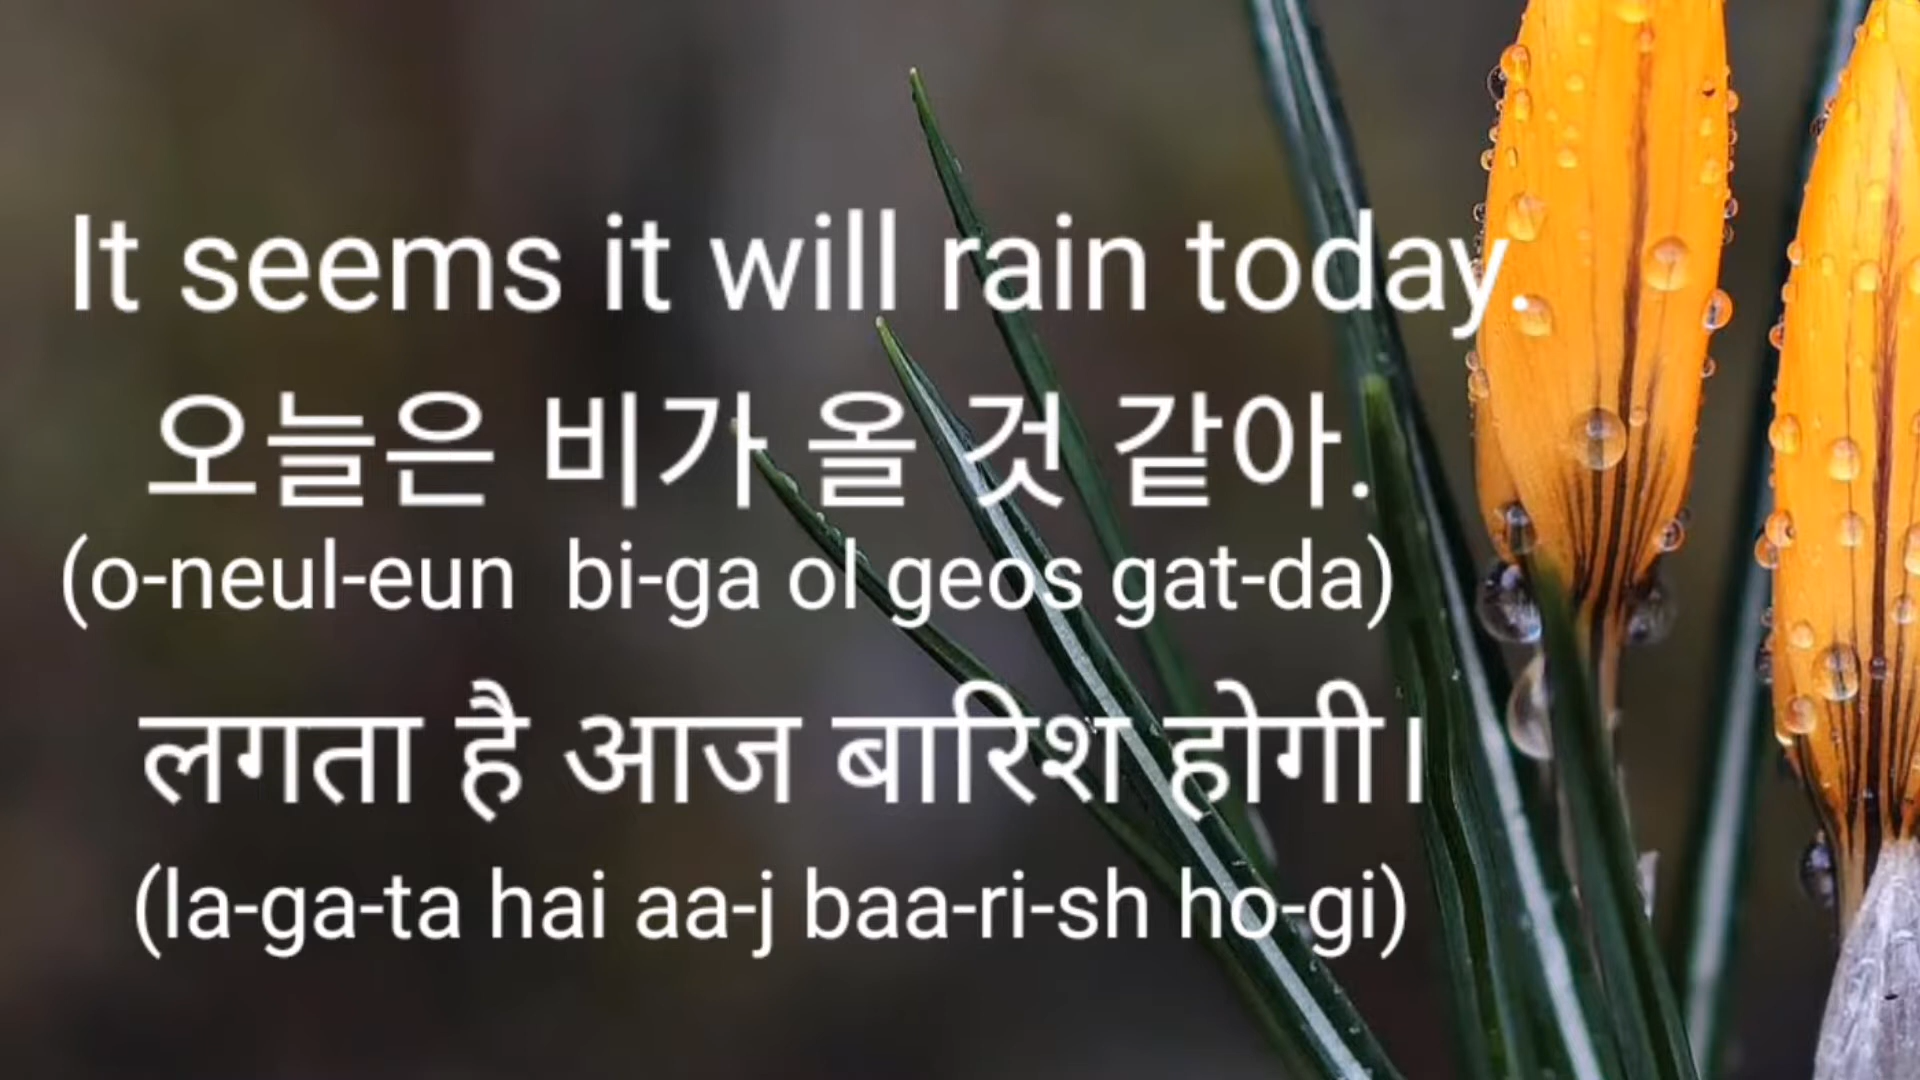 It seems it will rain today.
오늘은 비가 올 것 같아.
(o-neul-eun bi-ga ol geos gat-da)
लगता है आज बारिश होगी।
(la-ga-ta hai aa-j baa-ri-sh ho-gi)